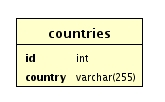 countries
id int
country varchar(255)